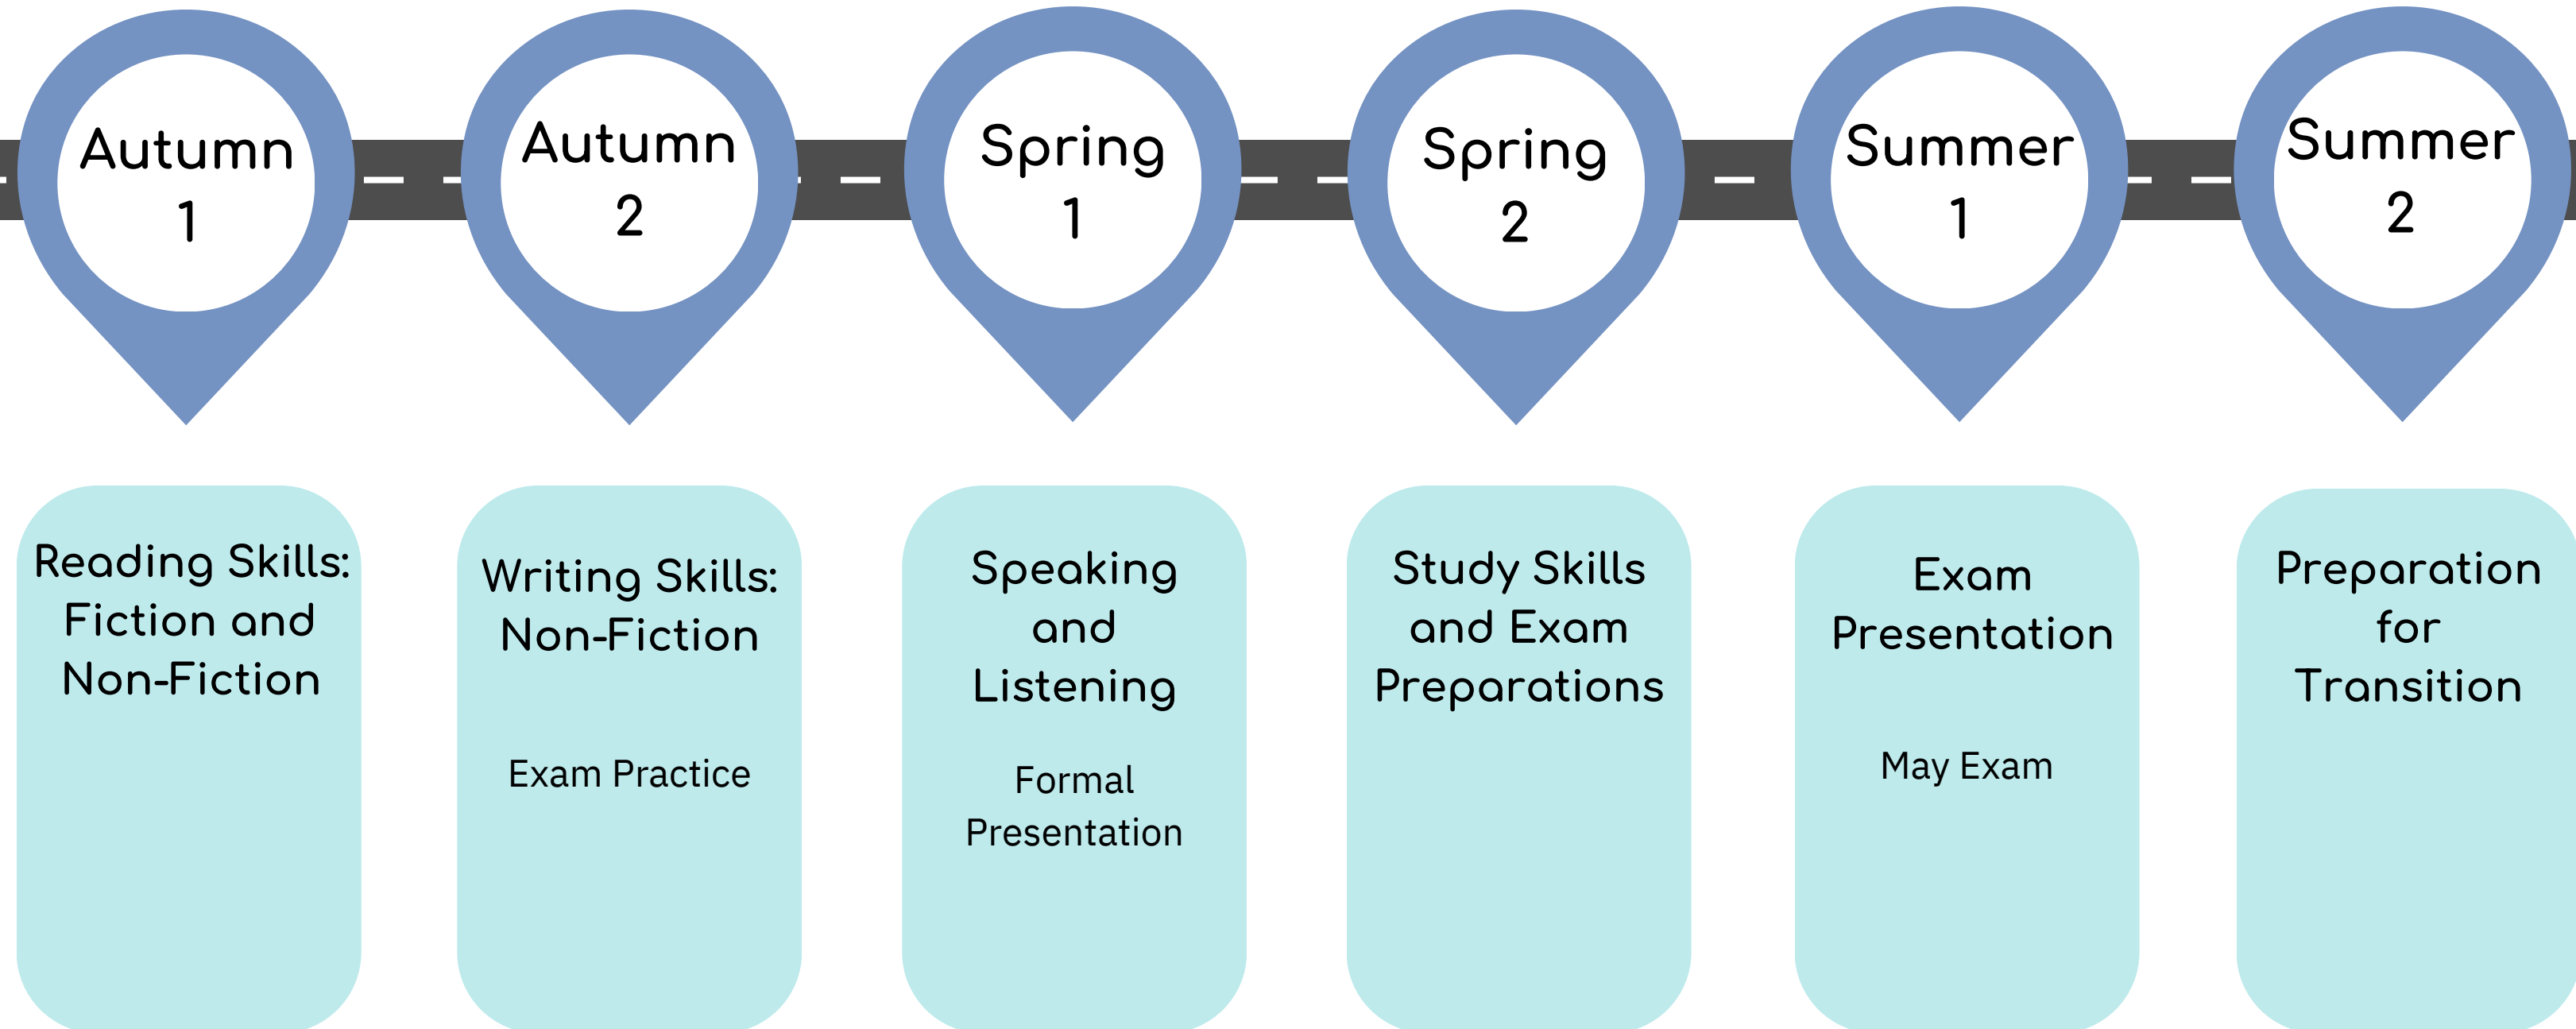 Autumn
1
Autumn
2
Spring
1
Spring
2
Summer
1
Summer
2
Reading Skills:
Fiction and
Non-Fiction
Writing Skills:
Non-Fiction
Exam Practice
Speaking
and
Listening
Formal
Presentation
Study Skills
and Exam
Preparations
Exam
Presentation
May Exam
Preparation
for
Transition